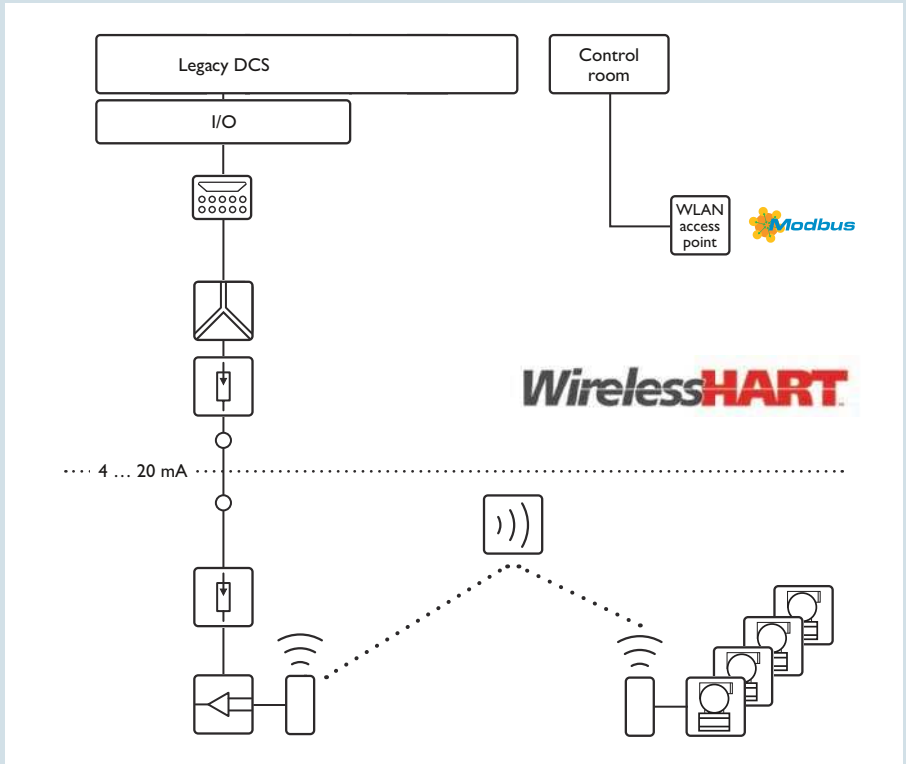 Legacy DCS
Control
room
I/O
WLAN
access
point
Modbus
WirelessHART
4 … 20 mA